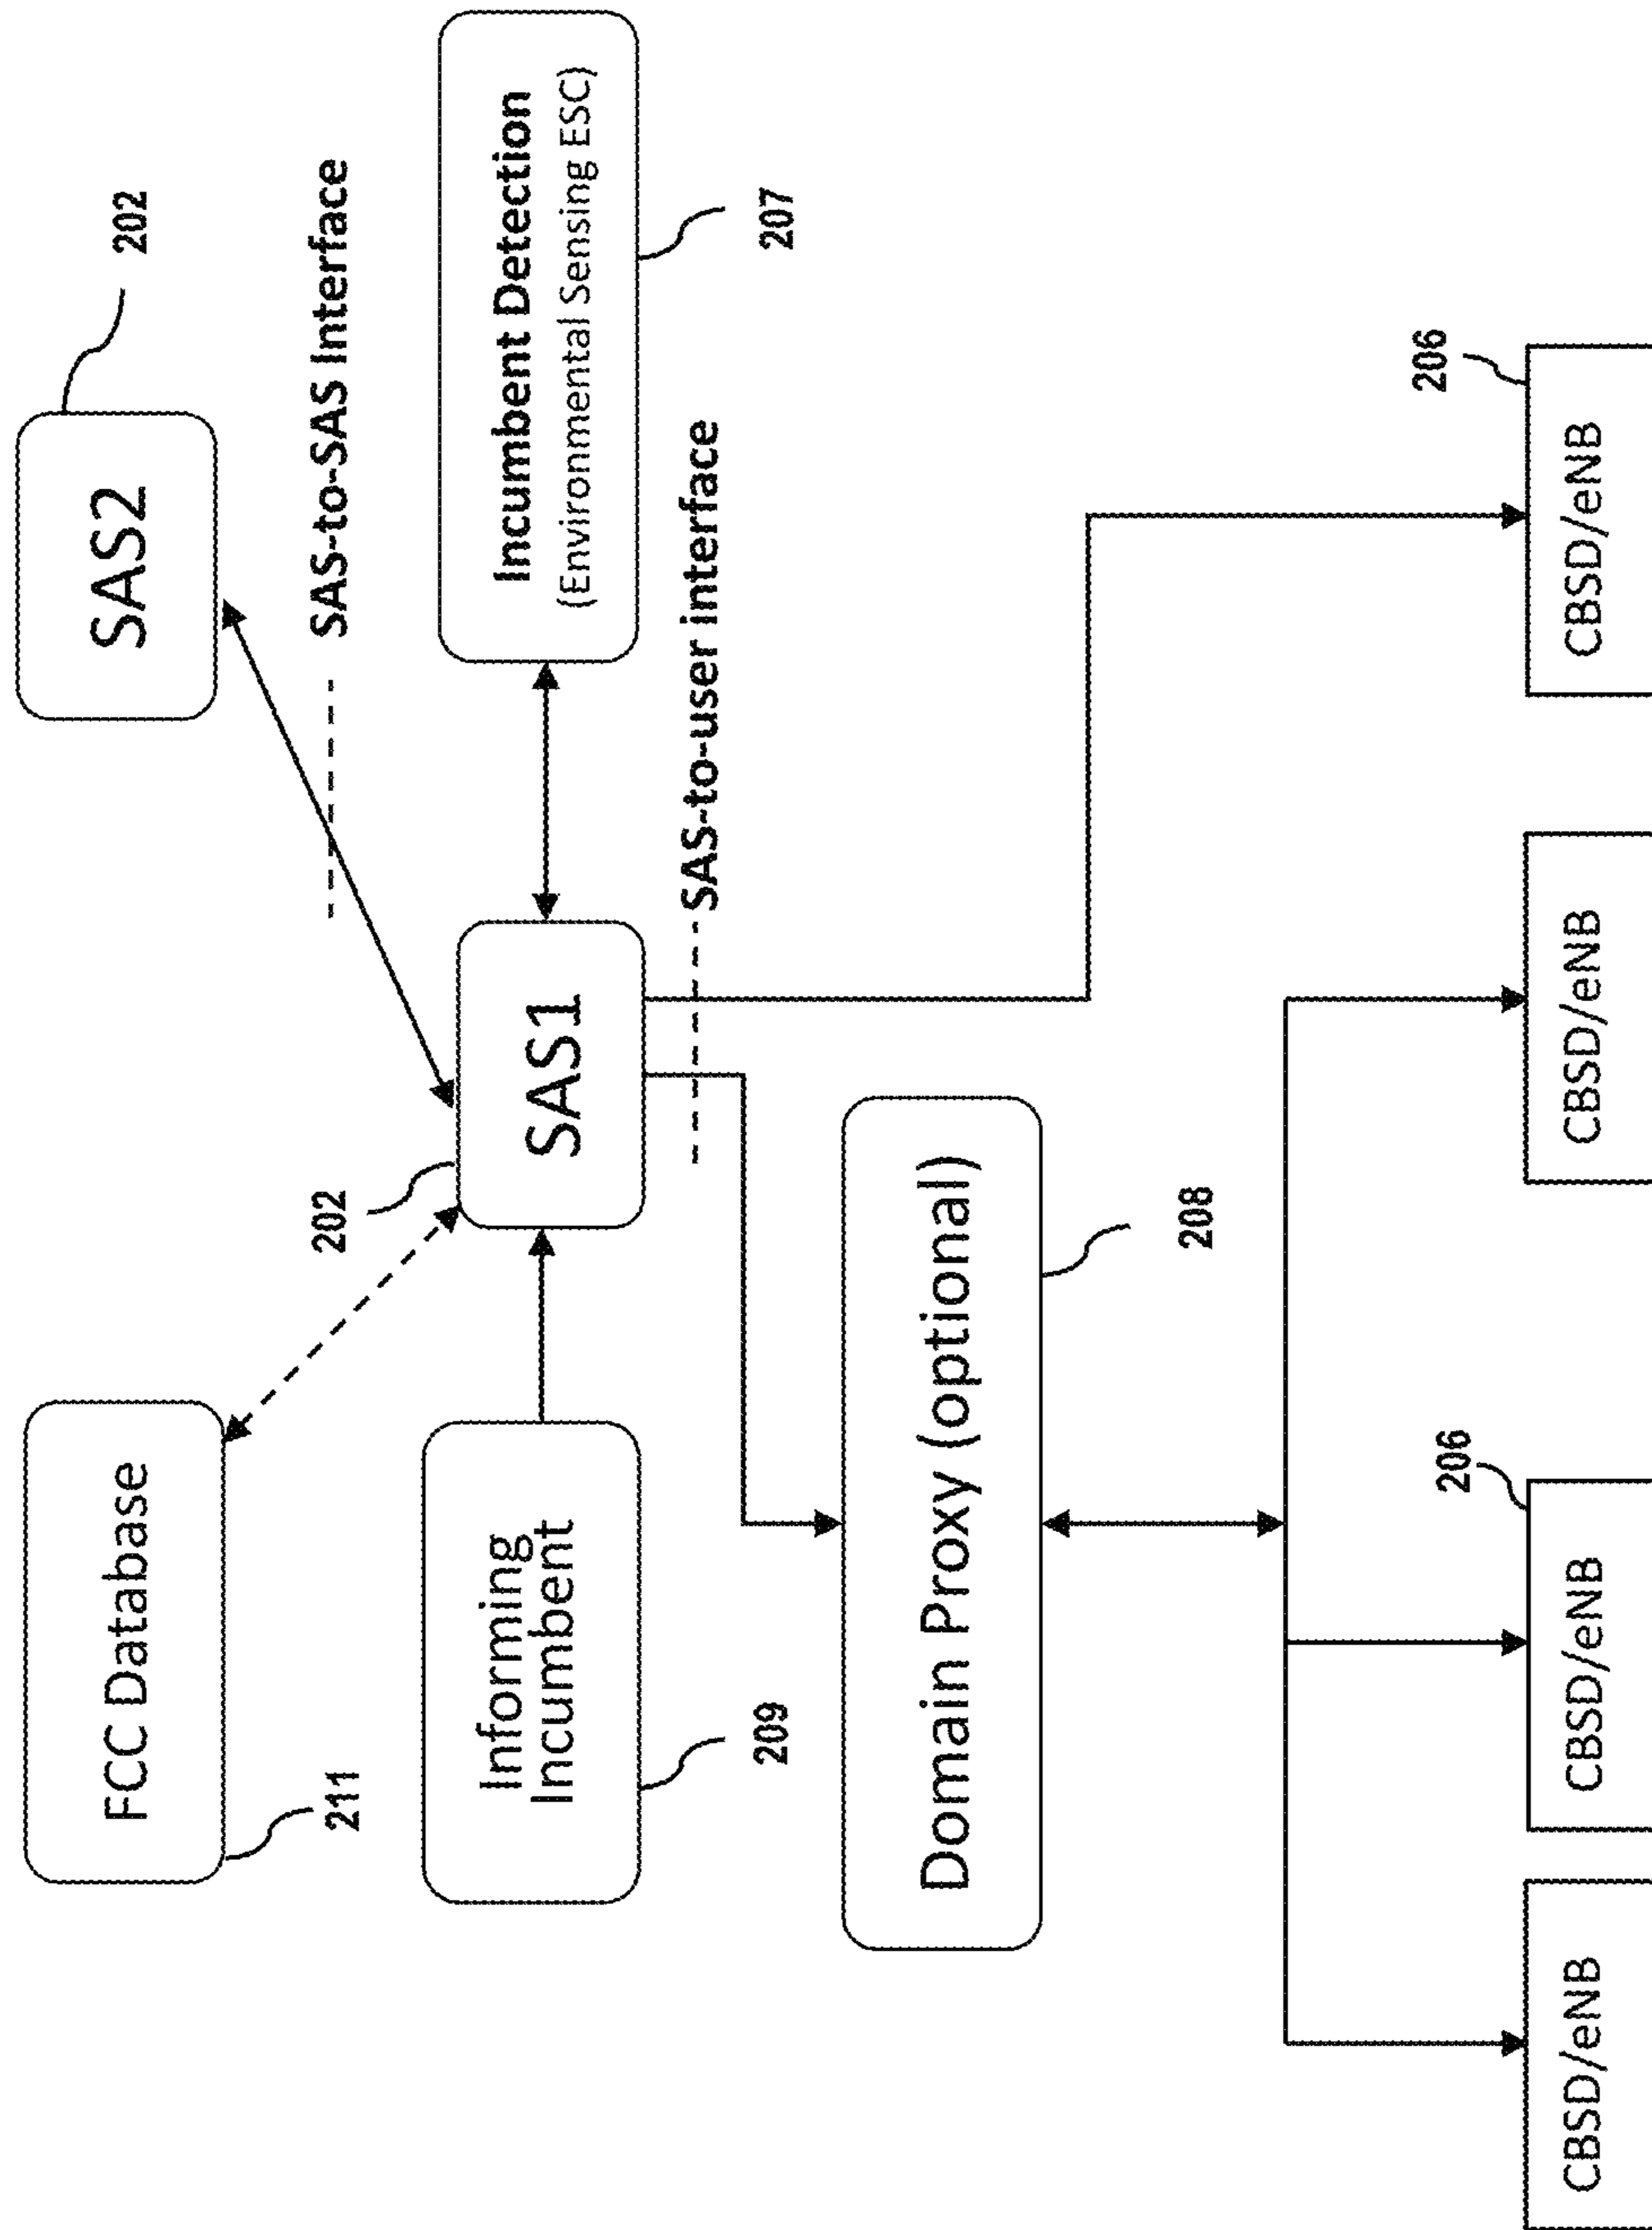 202
SAS2
SAS-to-SAS Interface
FCC Database
211
202
SAS1
Informing
Incumbent
209
Incumbent Detection
(Environmental Sensing ESC)
207
SAS-to-user interface
Domain Proxy (optional)
208
206
206
CBSD/eNB
CBSD/eNB
CBSD/eNB
CBSD/eNB